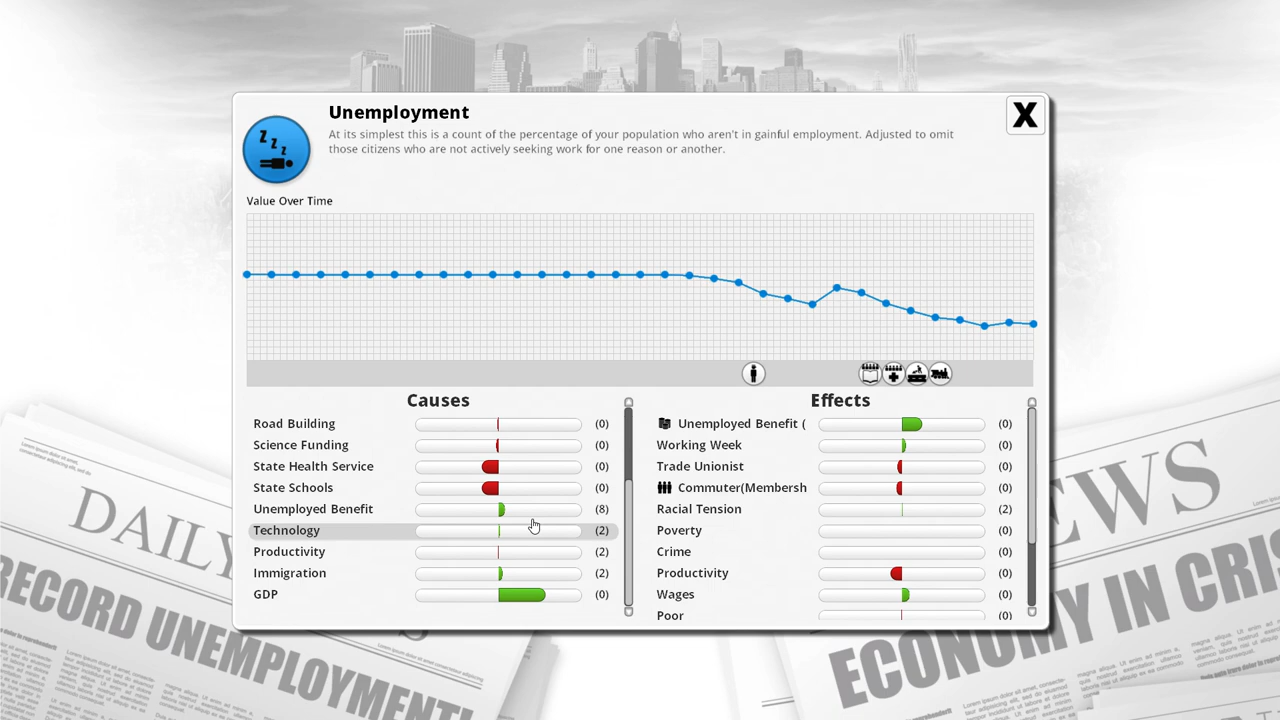 Unemployment
X
At its simplest this is a count of the percentage of your population who aren't in gainful employment. Adjusted to omit
those citizens who are not actively seeking work for one reason or another.
Value Over Time
Causes
Road Building (0)
Science Funding (0)
State Health Service (0)
State Schools (0)
Unemployed Benefit (8)
Technology (2)
Productivity (2)
Immigration (2)
GDP (0)
Effects
Unemployed Benefit ( (0)
Working Week (0)
Trade Unionist (0)
Commuter(Membersh (0)
Racial Tension (2)
Poverty (0)
Crime (0)
Productivity (0)
Wages (0)
Poor (0)
DAILY
RECORD UNEMPLOYMENT!
NEWS
ECONOMY IN CRIS